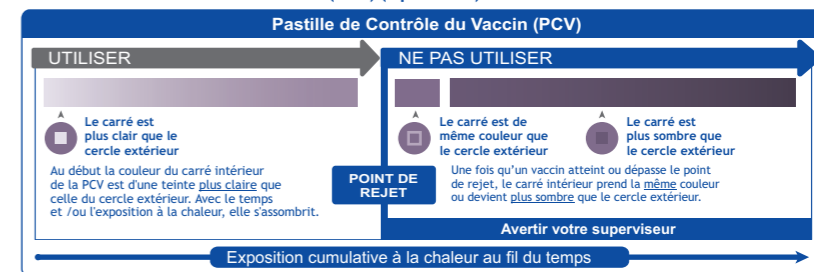 Pastille de Contrôle du Vaccin (PCV)
UTILISER
NE PAS UTILISER
Le carré est
plus clair que le
cercle extérieur
Le carré est de
même couleur que
le cercle extérieur
Le carré est
plus sombre que
le cercle extérieur
Au début la couleur du carré intérieur
de la PCV est d'une teinte plus claire que
celle du cercle extérieur. Avec le temps
et /ou l'exposition à la chaleur, elle s'assombrit.
POINT DE
REJET
Une fois qu'un vaccin atteint ou dépasse le point
de rejet, le carré intérieur prend la même couleur
ou devient plus sombre que le cercle extérieur.
Avertir votre superviseur
Exposition cumulative à la chaleur au fil du temps